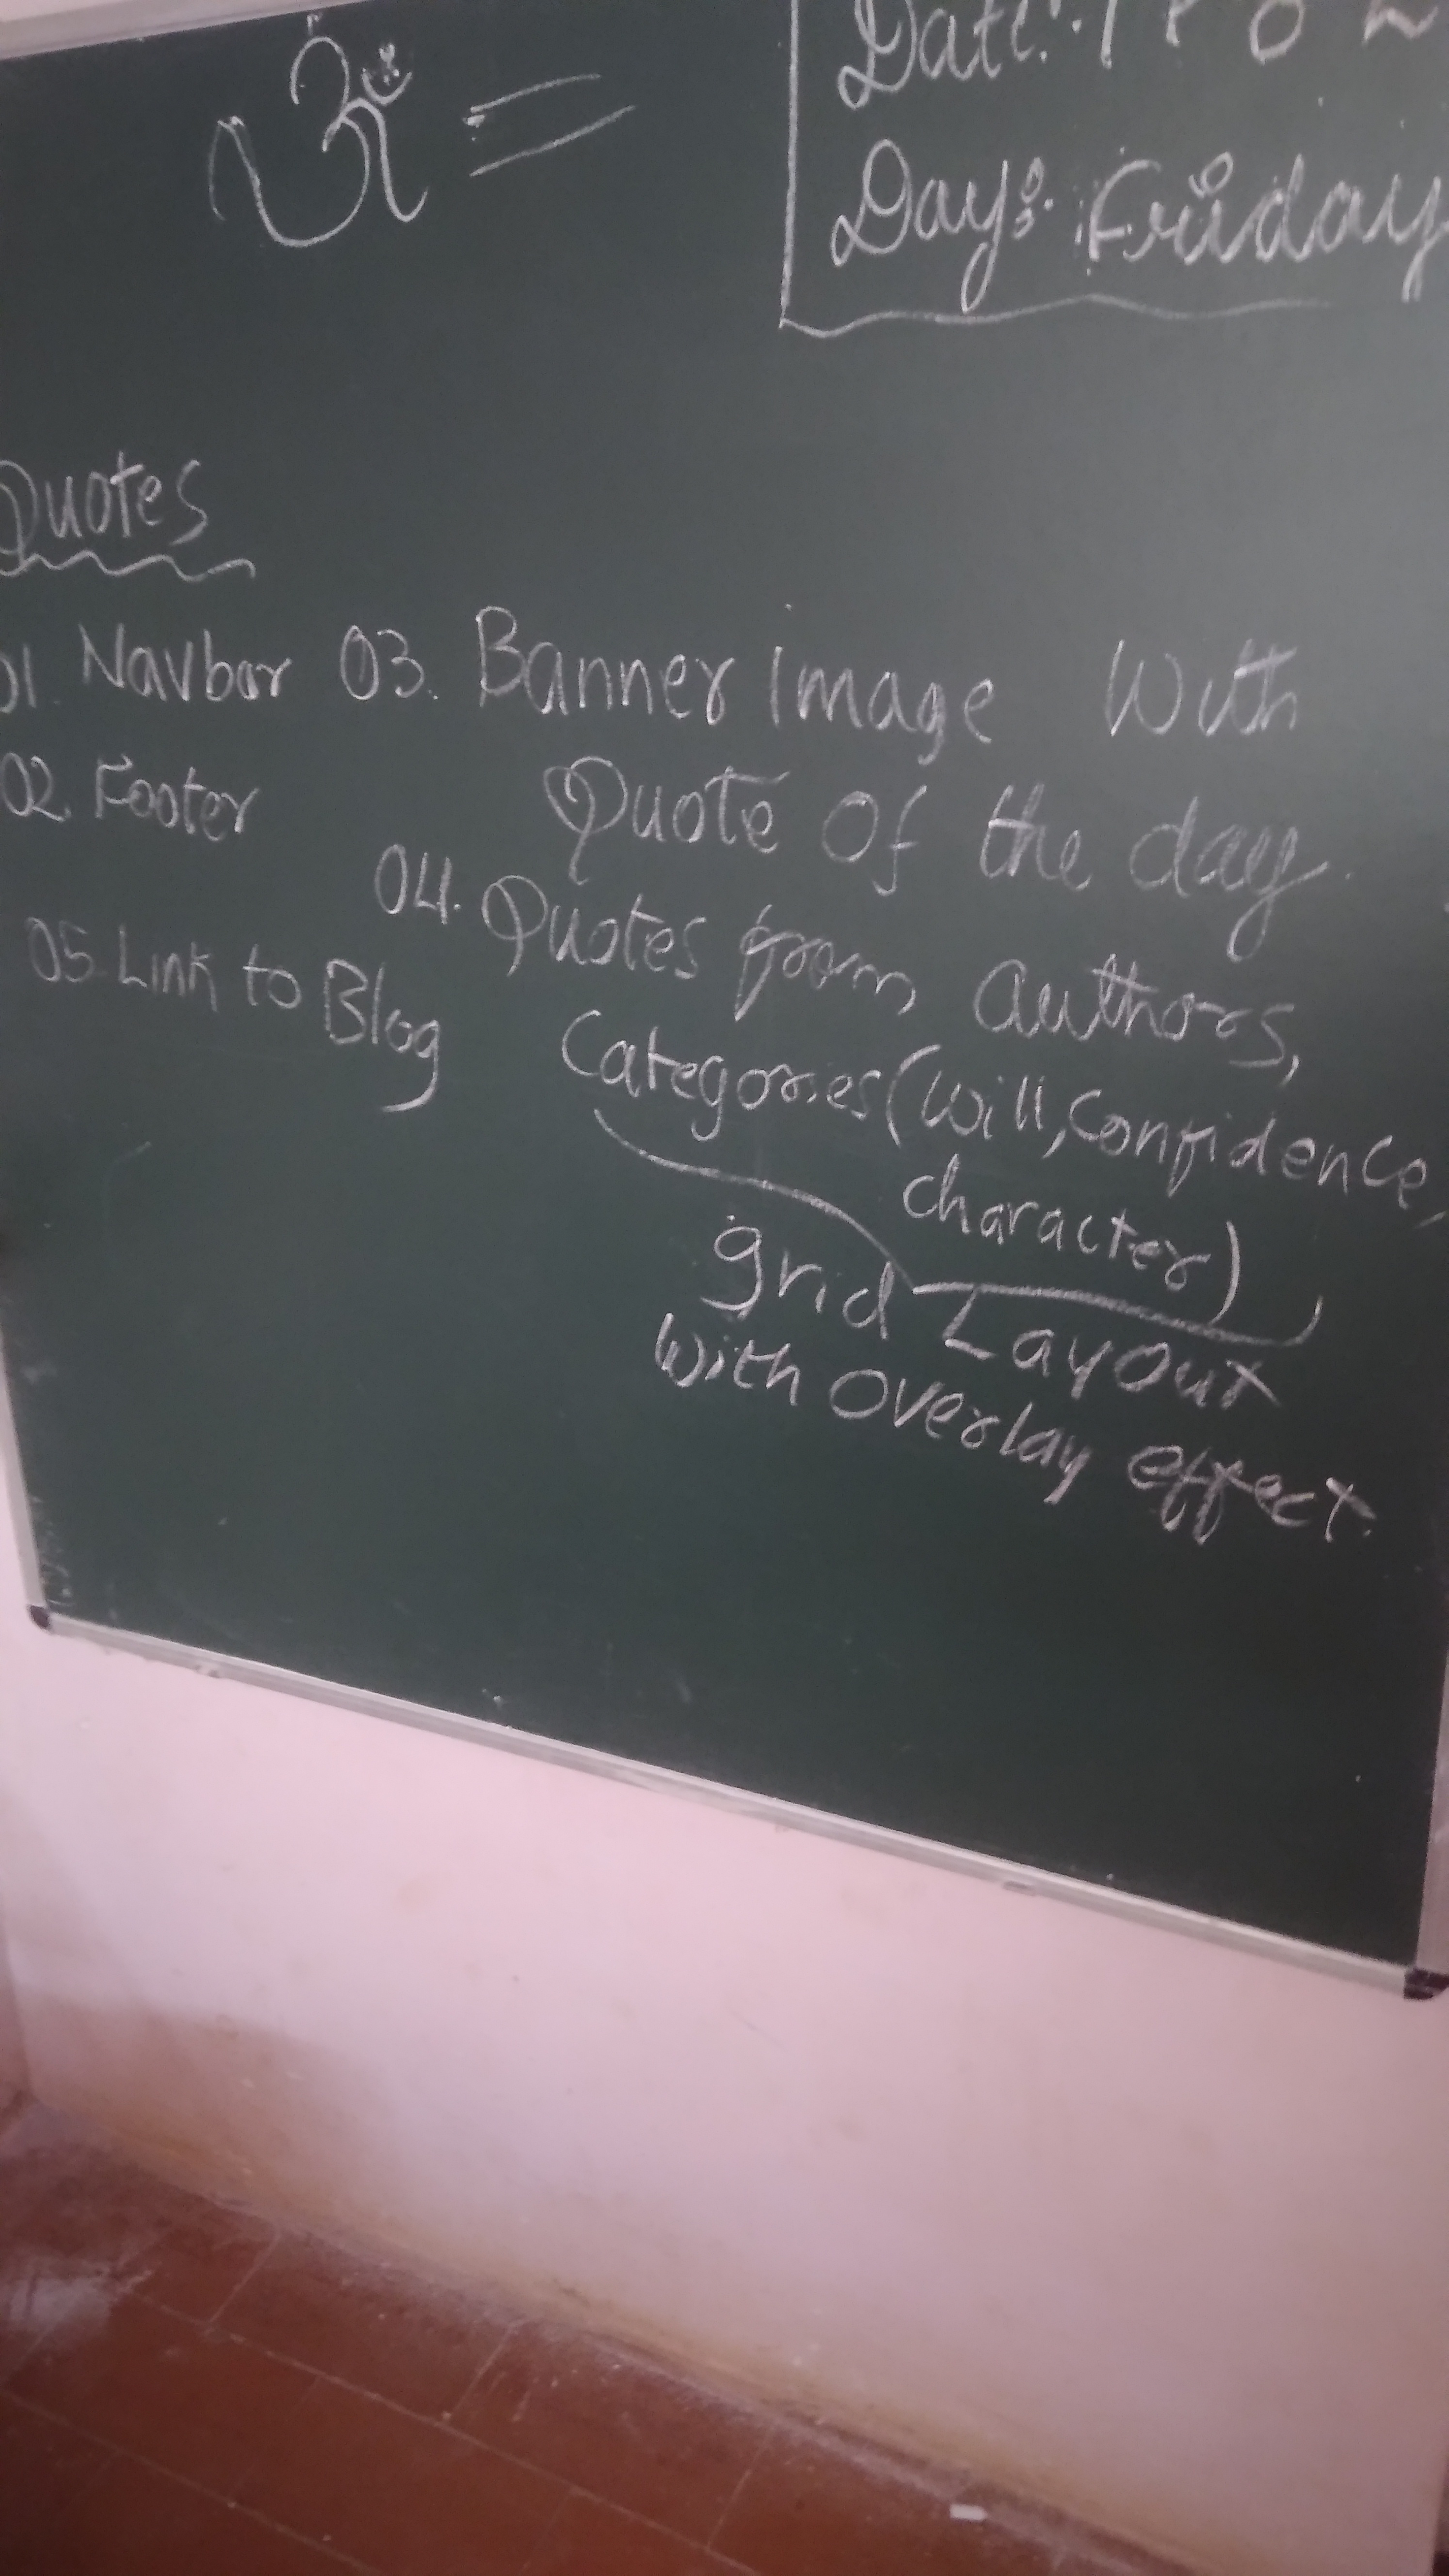 ૐ =
Date:
Day: Friday
Quotes
01. Navbar
02. Footer
03. Banner Image With
Quote Of the day.
04. Quotes from Authors,
Categories (Will, Confidence,
Character)
grid Layout
With Overlay effect.
05. Link to Blog